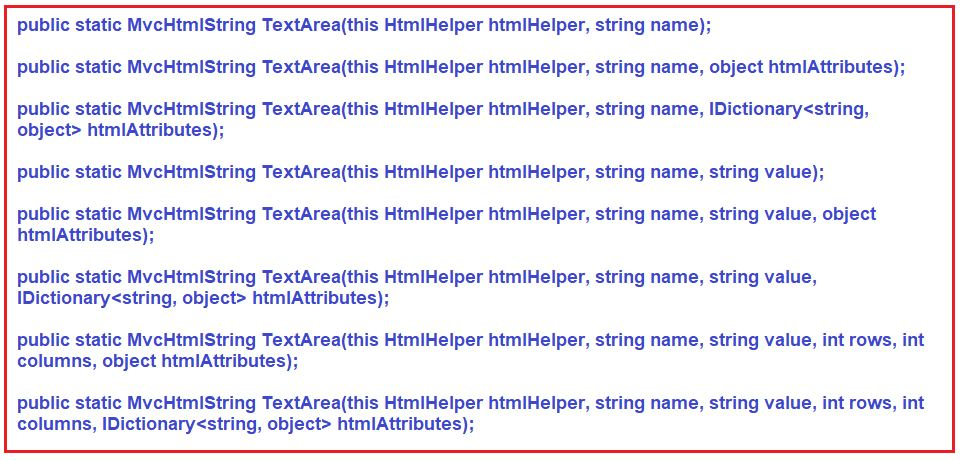 public static MvcHtmlString TextArea(this HtmlHelper htmlHelper, string name);
public static MvcHtmlString TextArea(this HtmlHelper htmlHelper, string name, object htmlAttributes);
public static MvcHtmlString TextArea(this HtmlHelper htmlHelper, string name, IDictionary<string,
object> htmlAttributes);
public static MvcHtmlString TextArea(this HtmlHelper htmlHelper, string name, string value);
public static MvcHtmlString TextArea(this HtmlHelper htmlHelper, string name, string value, object
htmlAttributes);
public static MvcHtmlString TextArea(this HtmlHelper htmlHelper, string name, string value,
IDictionary<string, object> htmlAttributes);
public static MvcHtmlString TextArea(this HtmlHelper htmlHelper, string name, string value, int rows, int
columns, object htmlAttributes);
public static MvcHtmlString TextArea(this HtmlHelper htmlHelper, string name, string value, int rows, int
columns, IDictionary<string, object> htmlAttributes);